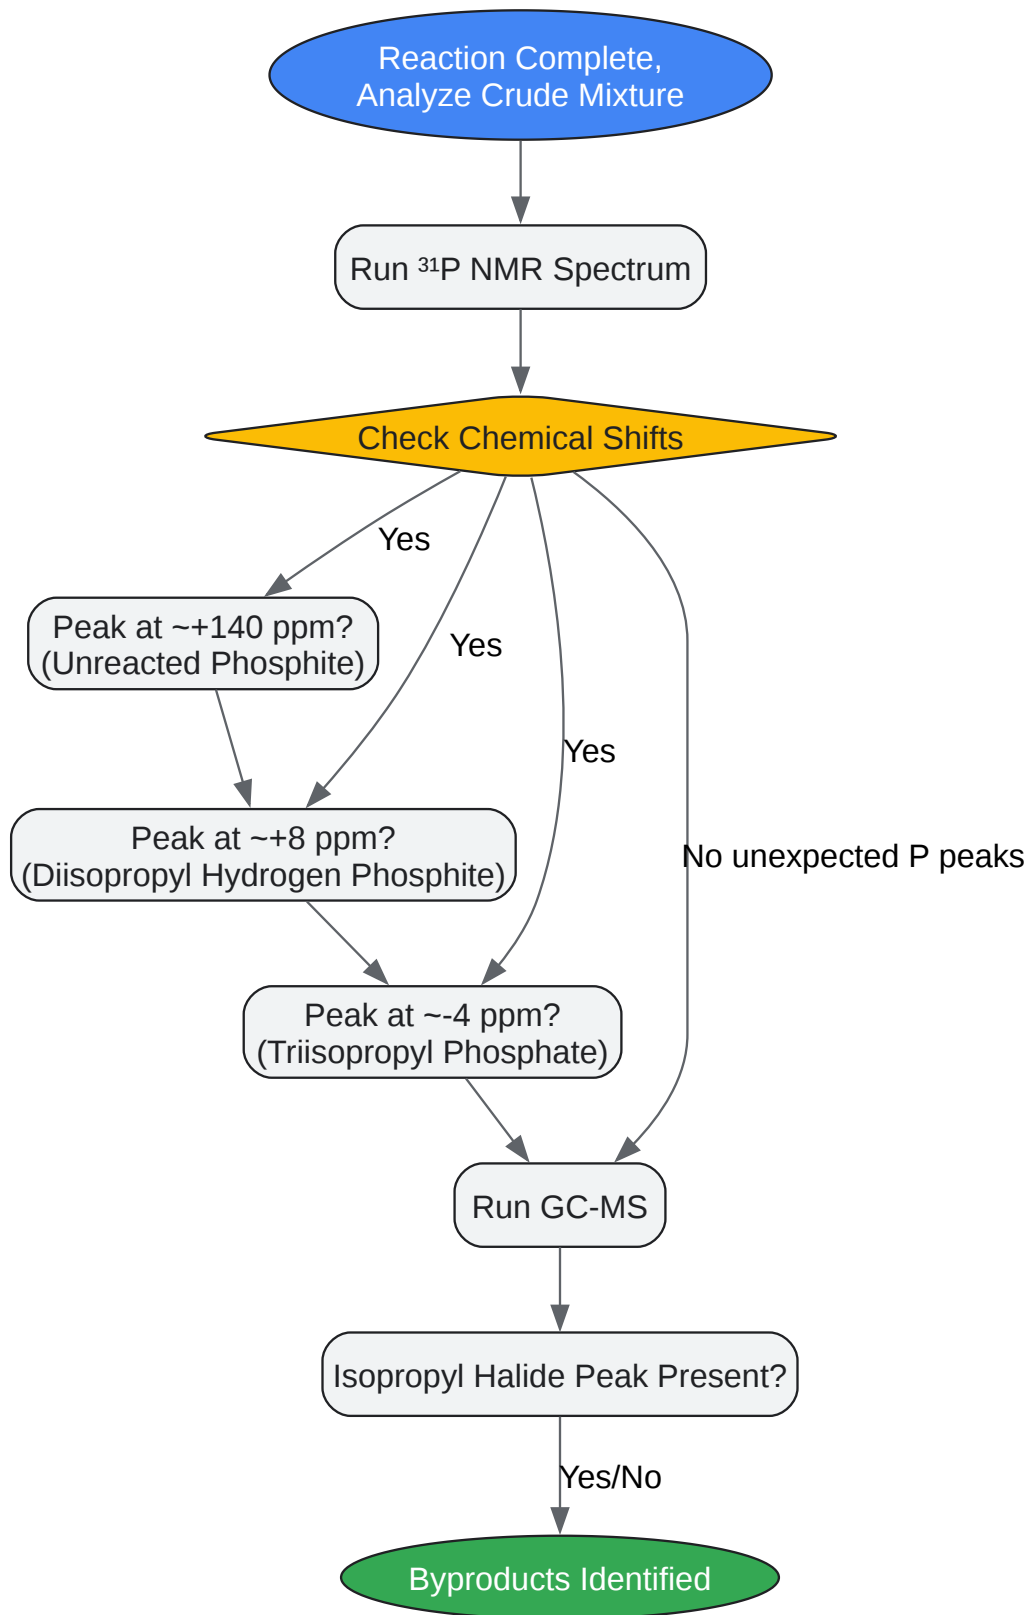 Reaction Complete,
Analyze Crude Mixture
Run ³¹P NMR Spectrum
Check Chemical Shifts
Yes
Peak at ~+140 ppm?
(Unreacted Phosphite)
Yes
Yes
Peak at ~+8 ppm?
(Diisopropyl Hydrogen Phosphite)
No unexpected P peaks
Peak at ~-4 ppm?
(Triisopropyl Phosphate)
Run GC-MS
Isopropyl Halide Peak Present?
Yes/No
Byproducts Identified